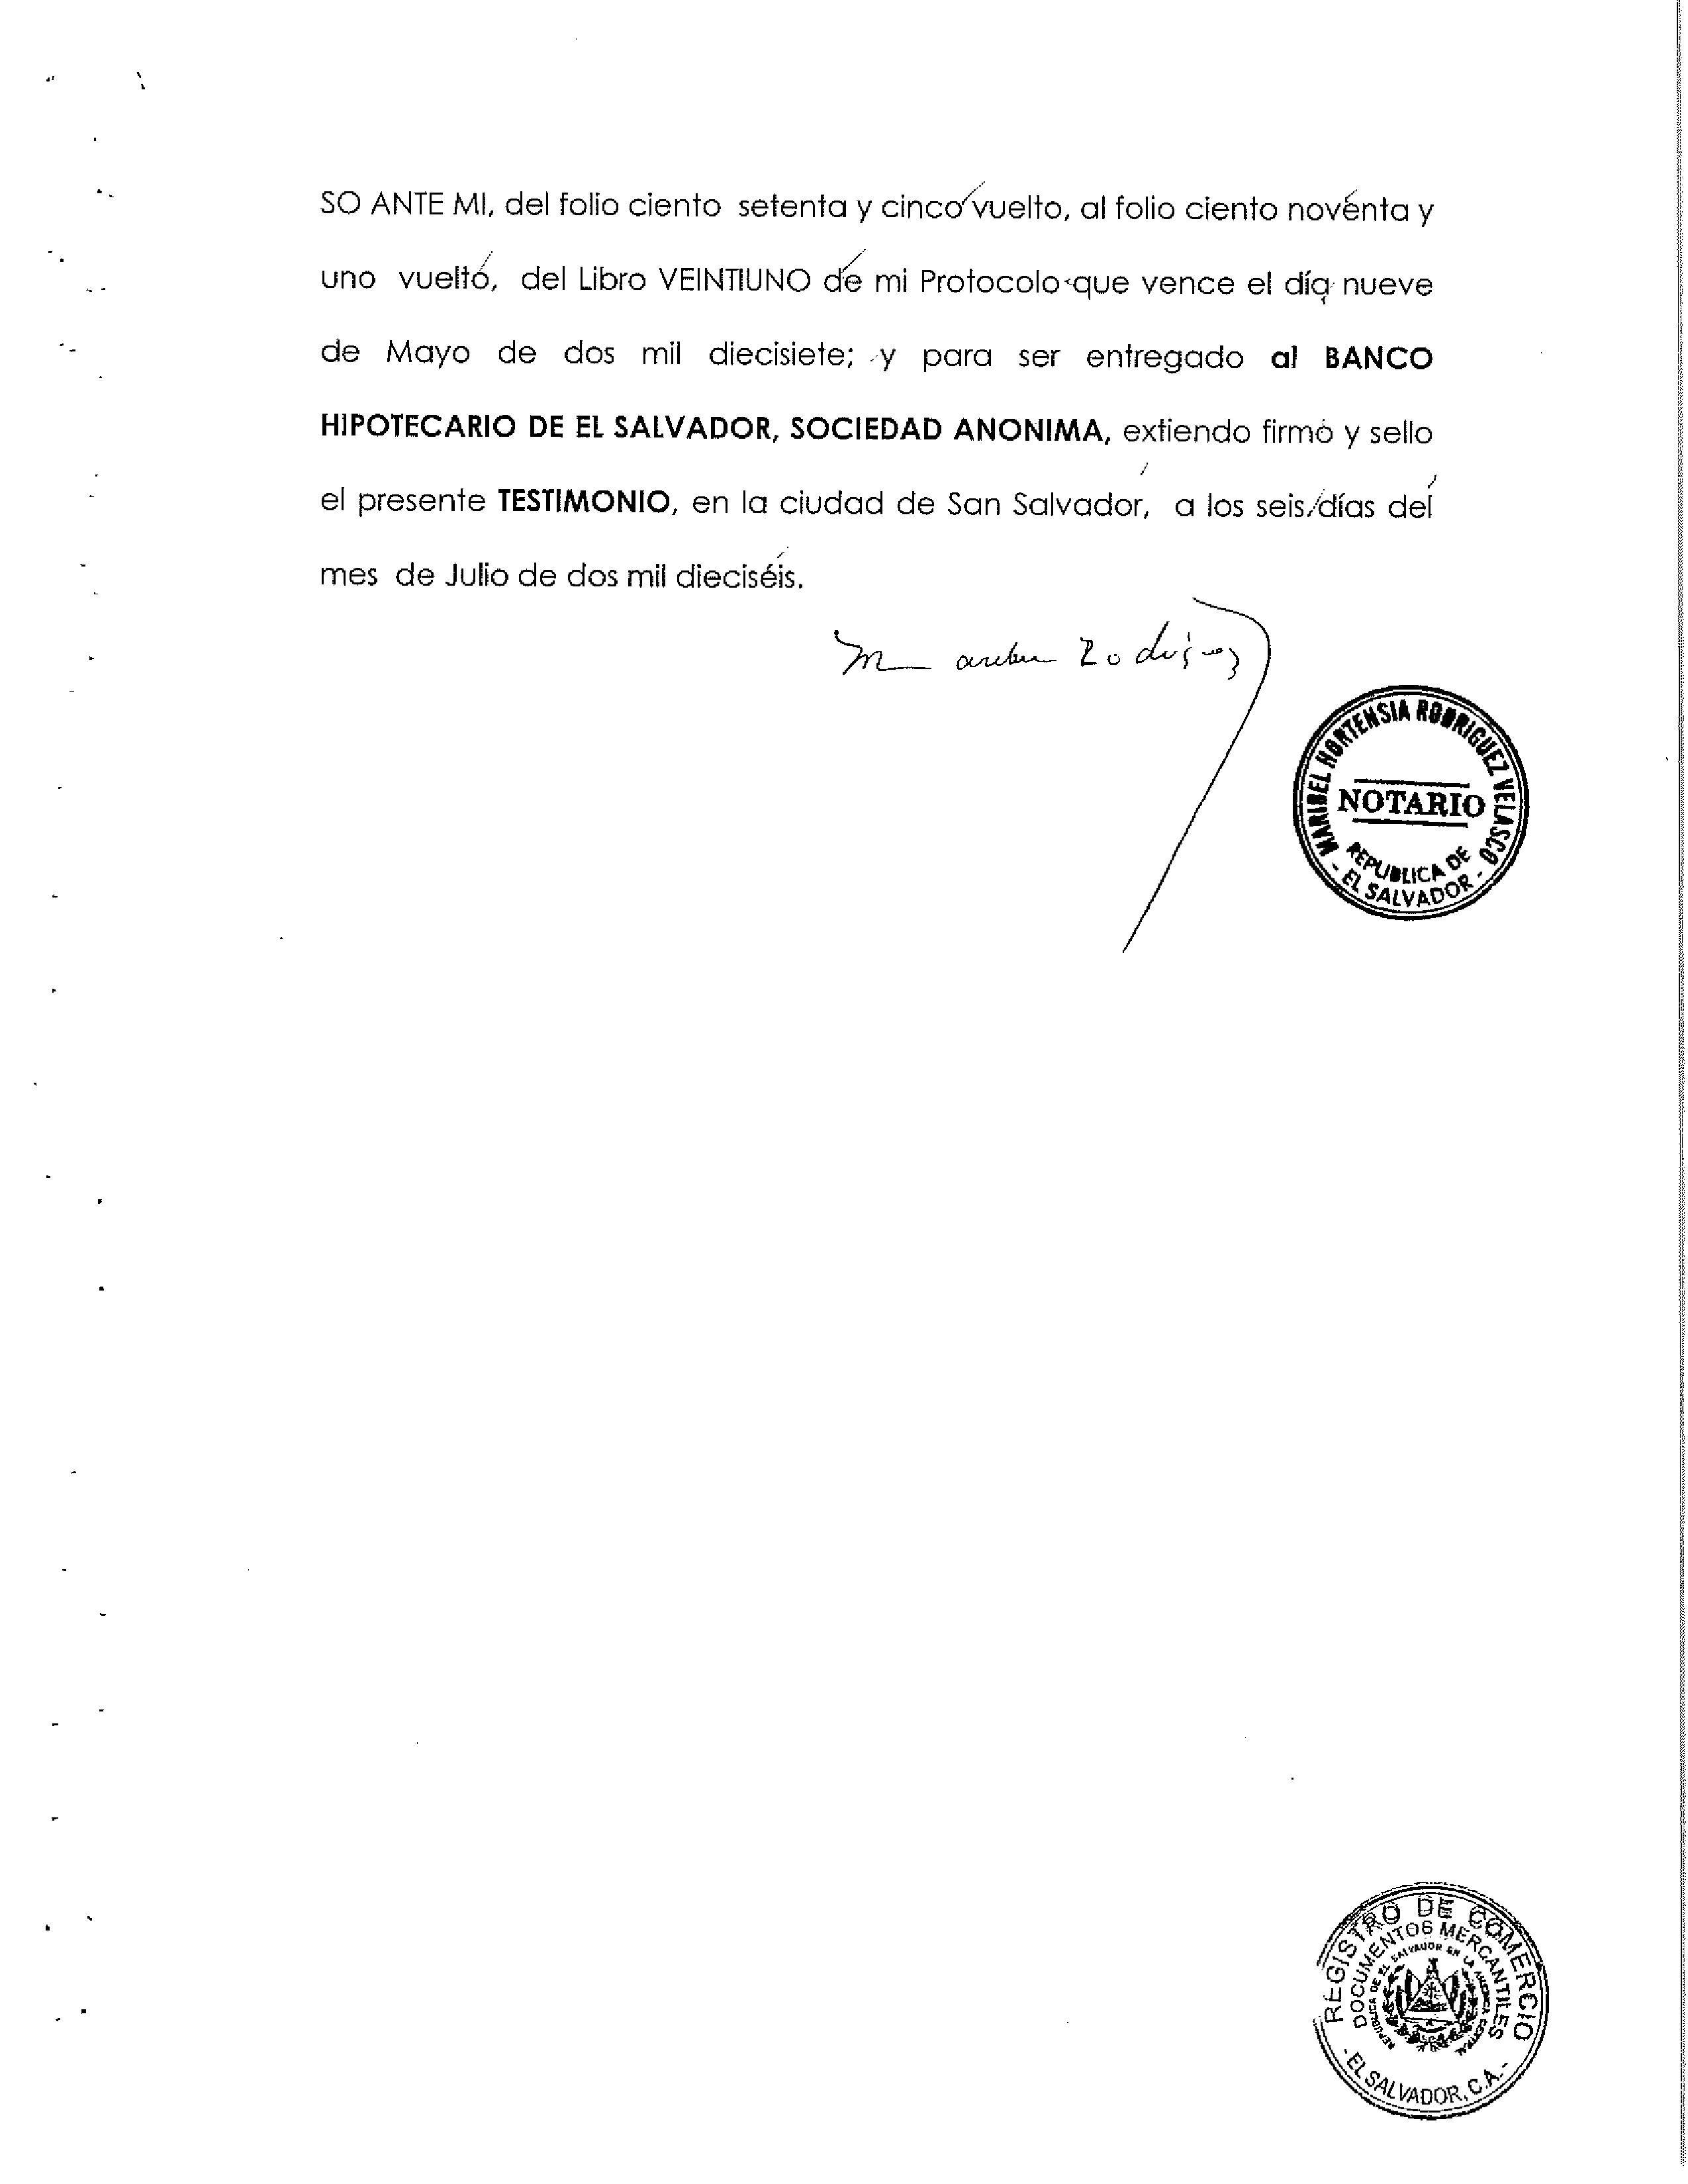 SO ANTE MI, del folio ciento setenta y cinco vuelto, al folio ciento noventa y
uno vuelto, del Libro VEINTIUNO de mi Protocolo que vence el día nueve
de Mayo de dos mil diecisiete; y para ser entregado al BANCO
HIPOTECARIO DE EL SALVADOR, SOCIEDAD ANONIMA, extiendo firmo y sello
el presente TESTIMONIO, en la ciudad de San Salvador, a los seis días del
mes de Julio de dos mil dieciséis.
MARIBEL HORTENSIA RODRIGUEZ VELASCO
NOTARIO
REPUBLICA DE
- EL SALVADOR -
REGISTRO DE COMERCIO
DOCUMENTOS MERCANTILES
REPUBLICA DE EL SALVADOR EN LA AMERICA CENTRAL
- EL SALVADOR, C.A. -